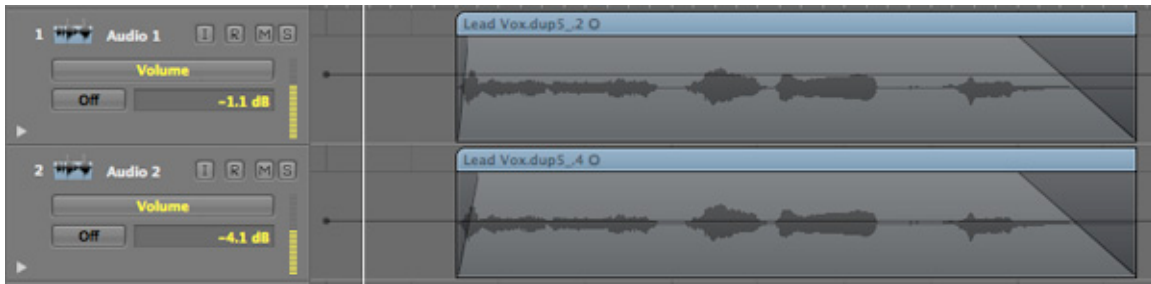 1 Audio 1 I R M S
Volume
Off -1.1 dB
Lead Vox.dup5_.2 O
2 Audio 2 I R M S
Volume
Off -4.1 dB
Lead Vox.dup5_.4 O